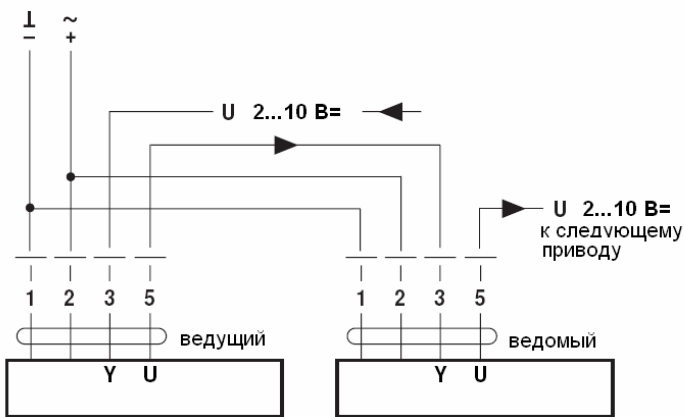 ⊥ ~
− +
U 2...10 В=
U 2...10 В=
к следующему
приводу
1 2 3 5
1 2 3 5
ведущий
ведомый
Y U
Y U